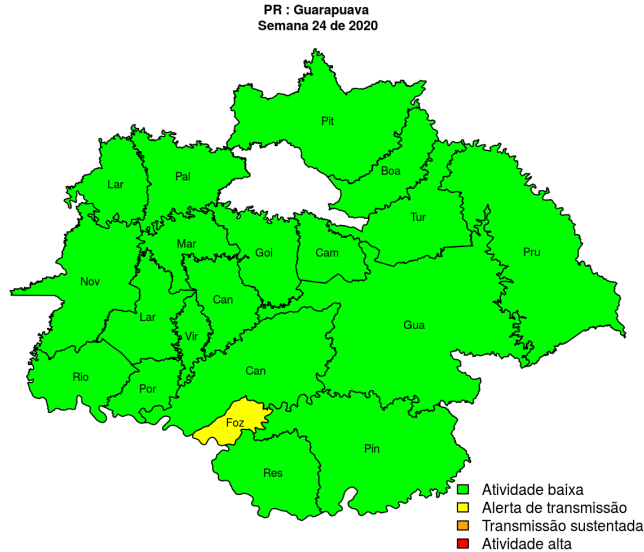 PR : Guarapuava
Semana 24 de 2020
Pit
Boa
Lar
Pal
Tur
Mar
Goi
Cam
Pru
Nov
Can
Lar
Vir
Gua
Can
Rio
Por
Foz
Pin
Res
Atividade baixa
Alerta de transmissão
Transmissão sustentada
Atividade alta